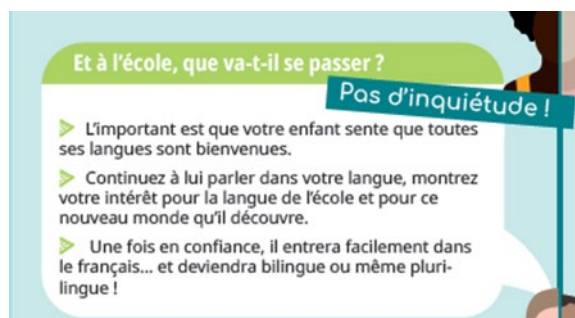 Et à l'école, que va-t-il se passer ?
Pas d'inquiétude !
L'important est que votre enfant sente que toutes
ses langues sont bienvenues.
Continuez à lui parler dans votre langue, montrez
votre intérêt pour la langue de l'école et pour ce
nouveau monde qu'il découvre.
Une fois en confiance, il entrera facilement dans
le français... et deviendra bilingue ou même pluri-
lingue !